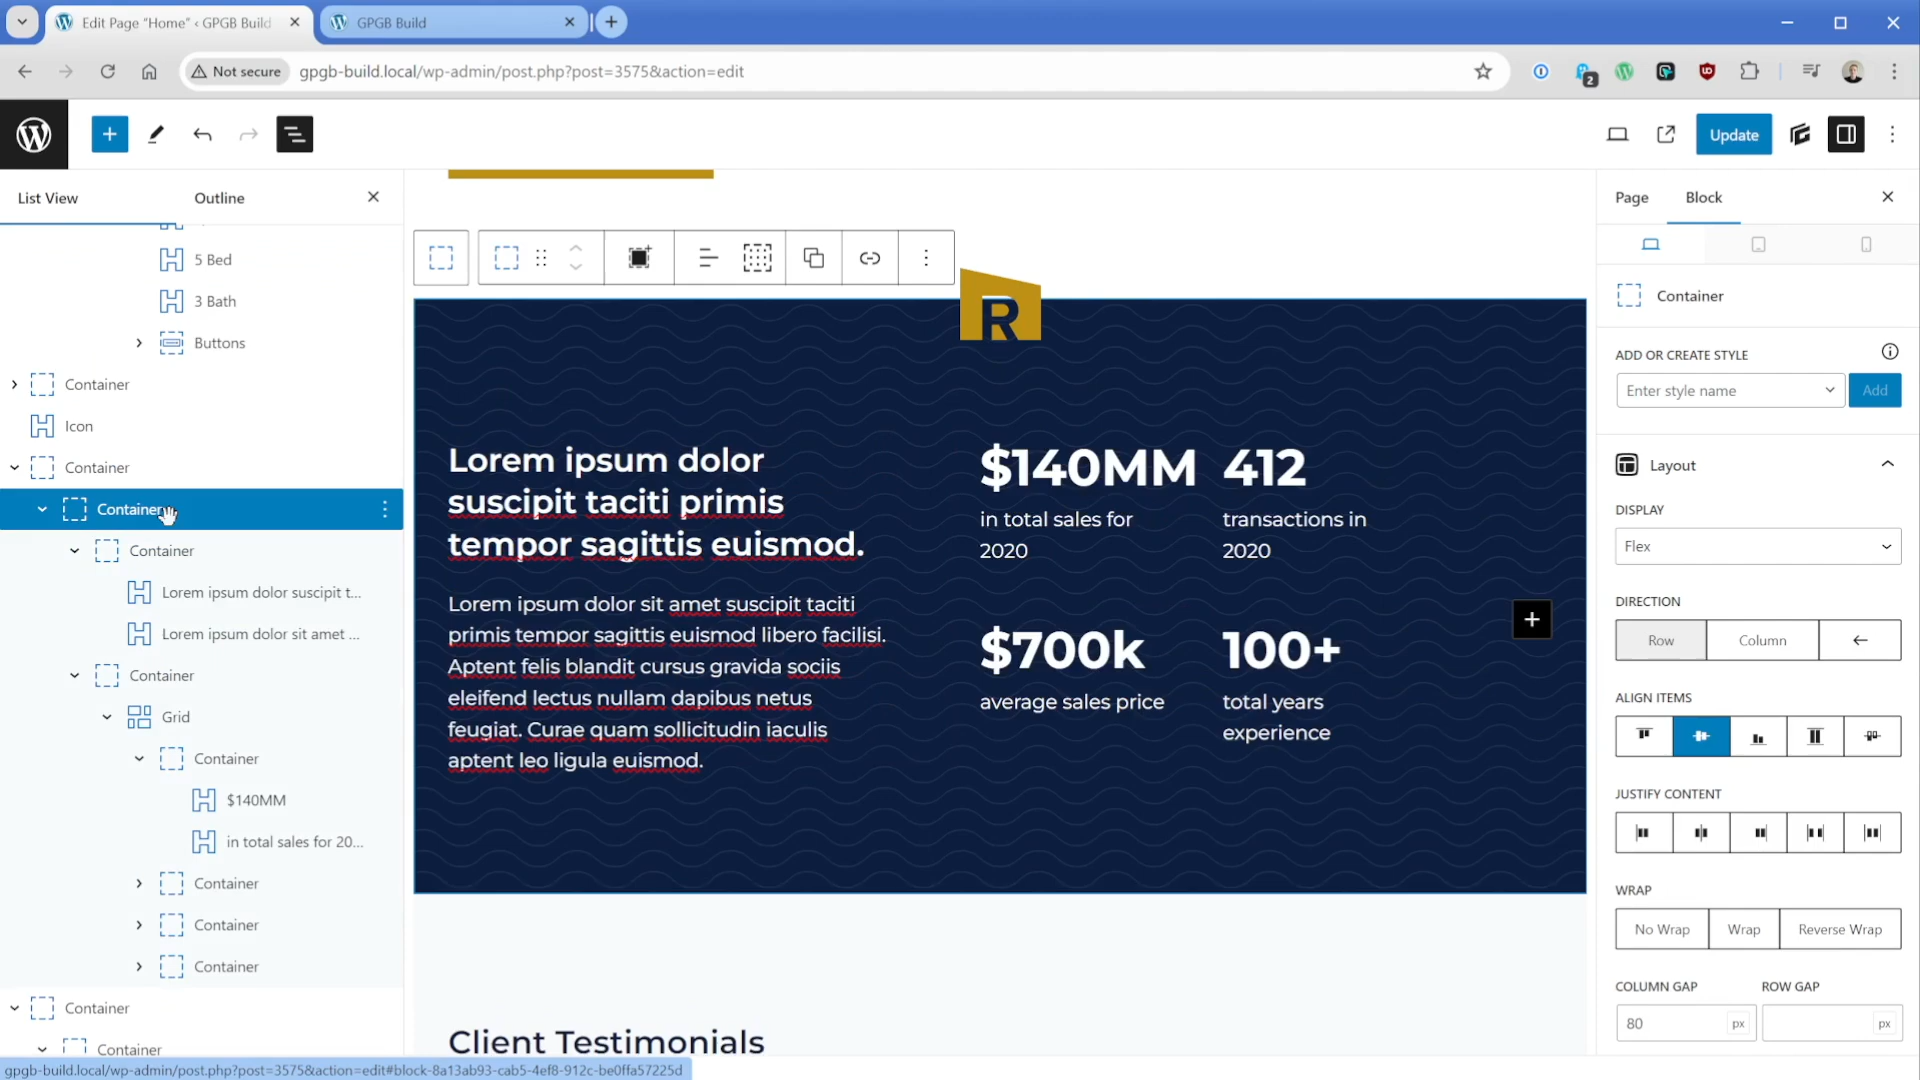 Edit Page "Home" ‹ GPGB Build
GPGB Build
Not secure
gpgb-build.local/wp-admin/post.php?post=3575&action=edit
2
Update
List View
Outline
5 Bed
3 Bath
Buttons
Container
Icon
Container
Container
Container
Lorem ipsum dolor suscipit t...
Lorem ipsum dolor sit amet ...
Container
Grid
Container
$140MM
in total sales for 20...
Container
Container
Container
Container
Container
R
Lorem ipsum dolor
suscipit taciti primis
tempor sagittis euismod.
Lorem ipsum dolor sit amet suscipit taciti
primis tempor sagittis euismod libero facilisi.
Aptent felis blandit cursus gravida sociis
eleifend lectus nullam dapibus netus
feugiat. Curae quam sollicitudin iaculis
aptent leo ligula euismod.
$140MM
in total sales for
2020
412
transactions in
2020
$700k
average sales price
100+
total years
experience
Client Testimonials
Page
Block
Container
ADD OR CREATE STYLE
Enter style name
Add
Layout
DISPLAY
Flex
DIRECTION
Row
Column
ALIGN ITEMS
JUSTIFY CONTENT
WRAP
No Wrap
Wrap
Reverse Wrap
COLUMN GAP
ROW GAP
80
px
px
gpgb-build.local/wp-admin/post.php?post=3575&action=edit#block-8a13ab93-cab5-4ef8-912c-be0ffa57225d